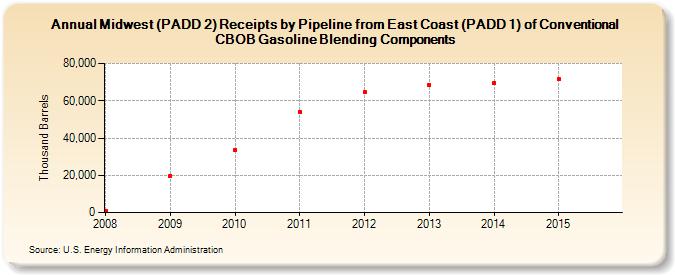 Annual Midwest (PADD 2) Receipts by Pipeline from East Coast (PADD 1) of Conventional
CBOB Gasoline Blending Components
Thousand Barrels
80,000
60,000
40,000
20,000
0
2008 2009 2010 2011 2012 2013 2014 2015
Source: U.S. Energy Information Administration